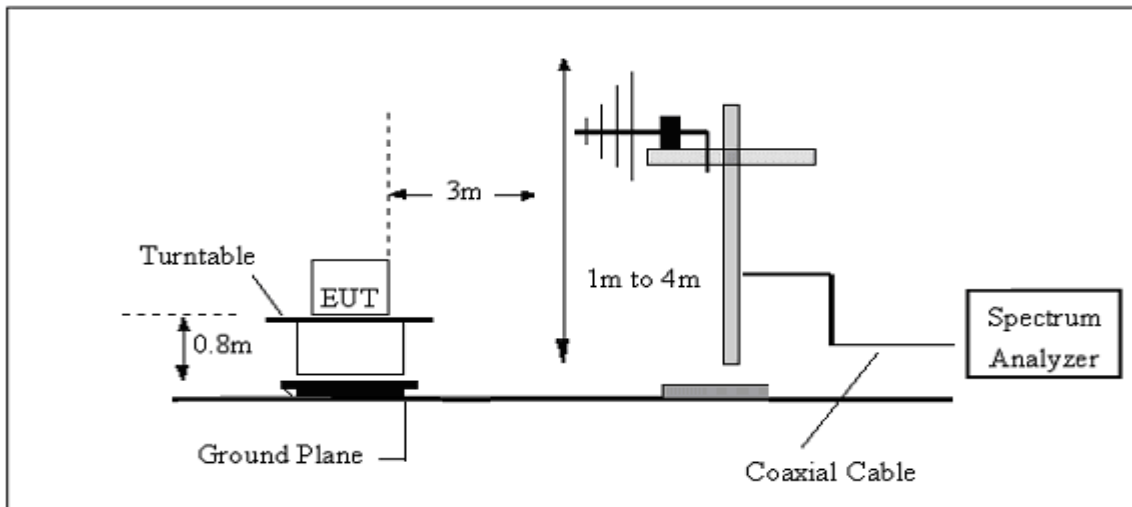 3m
Turntable
EUT
1m to 4m
0.8m
Spectrum
Analyzer
Ground Plane
Coaxial Cable